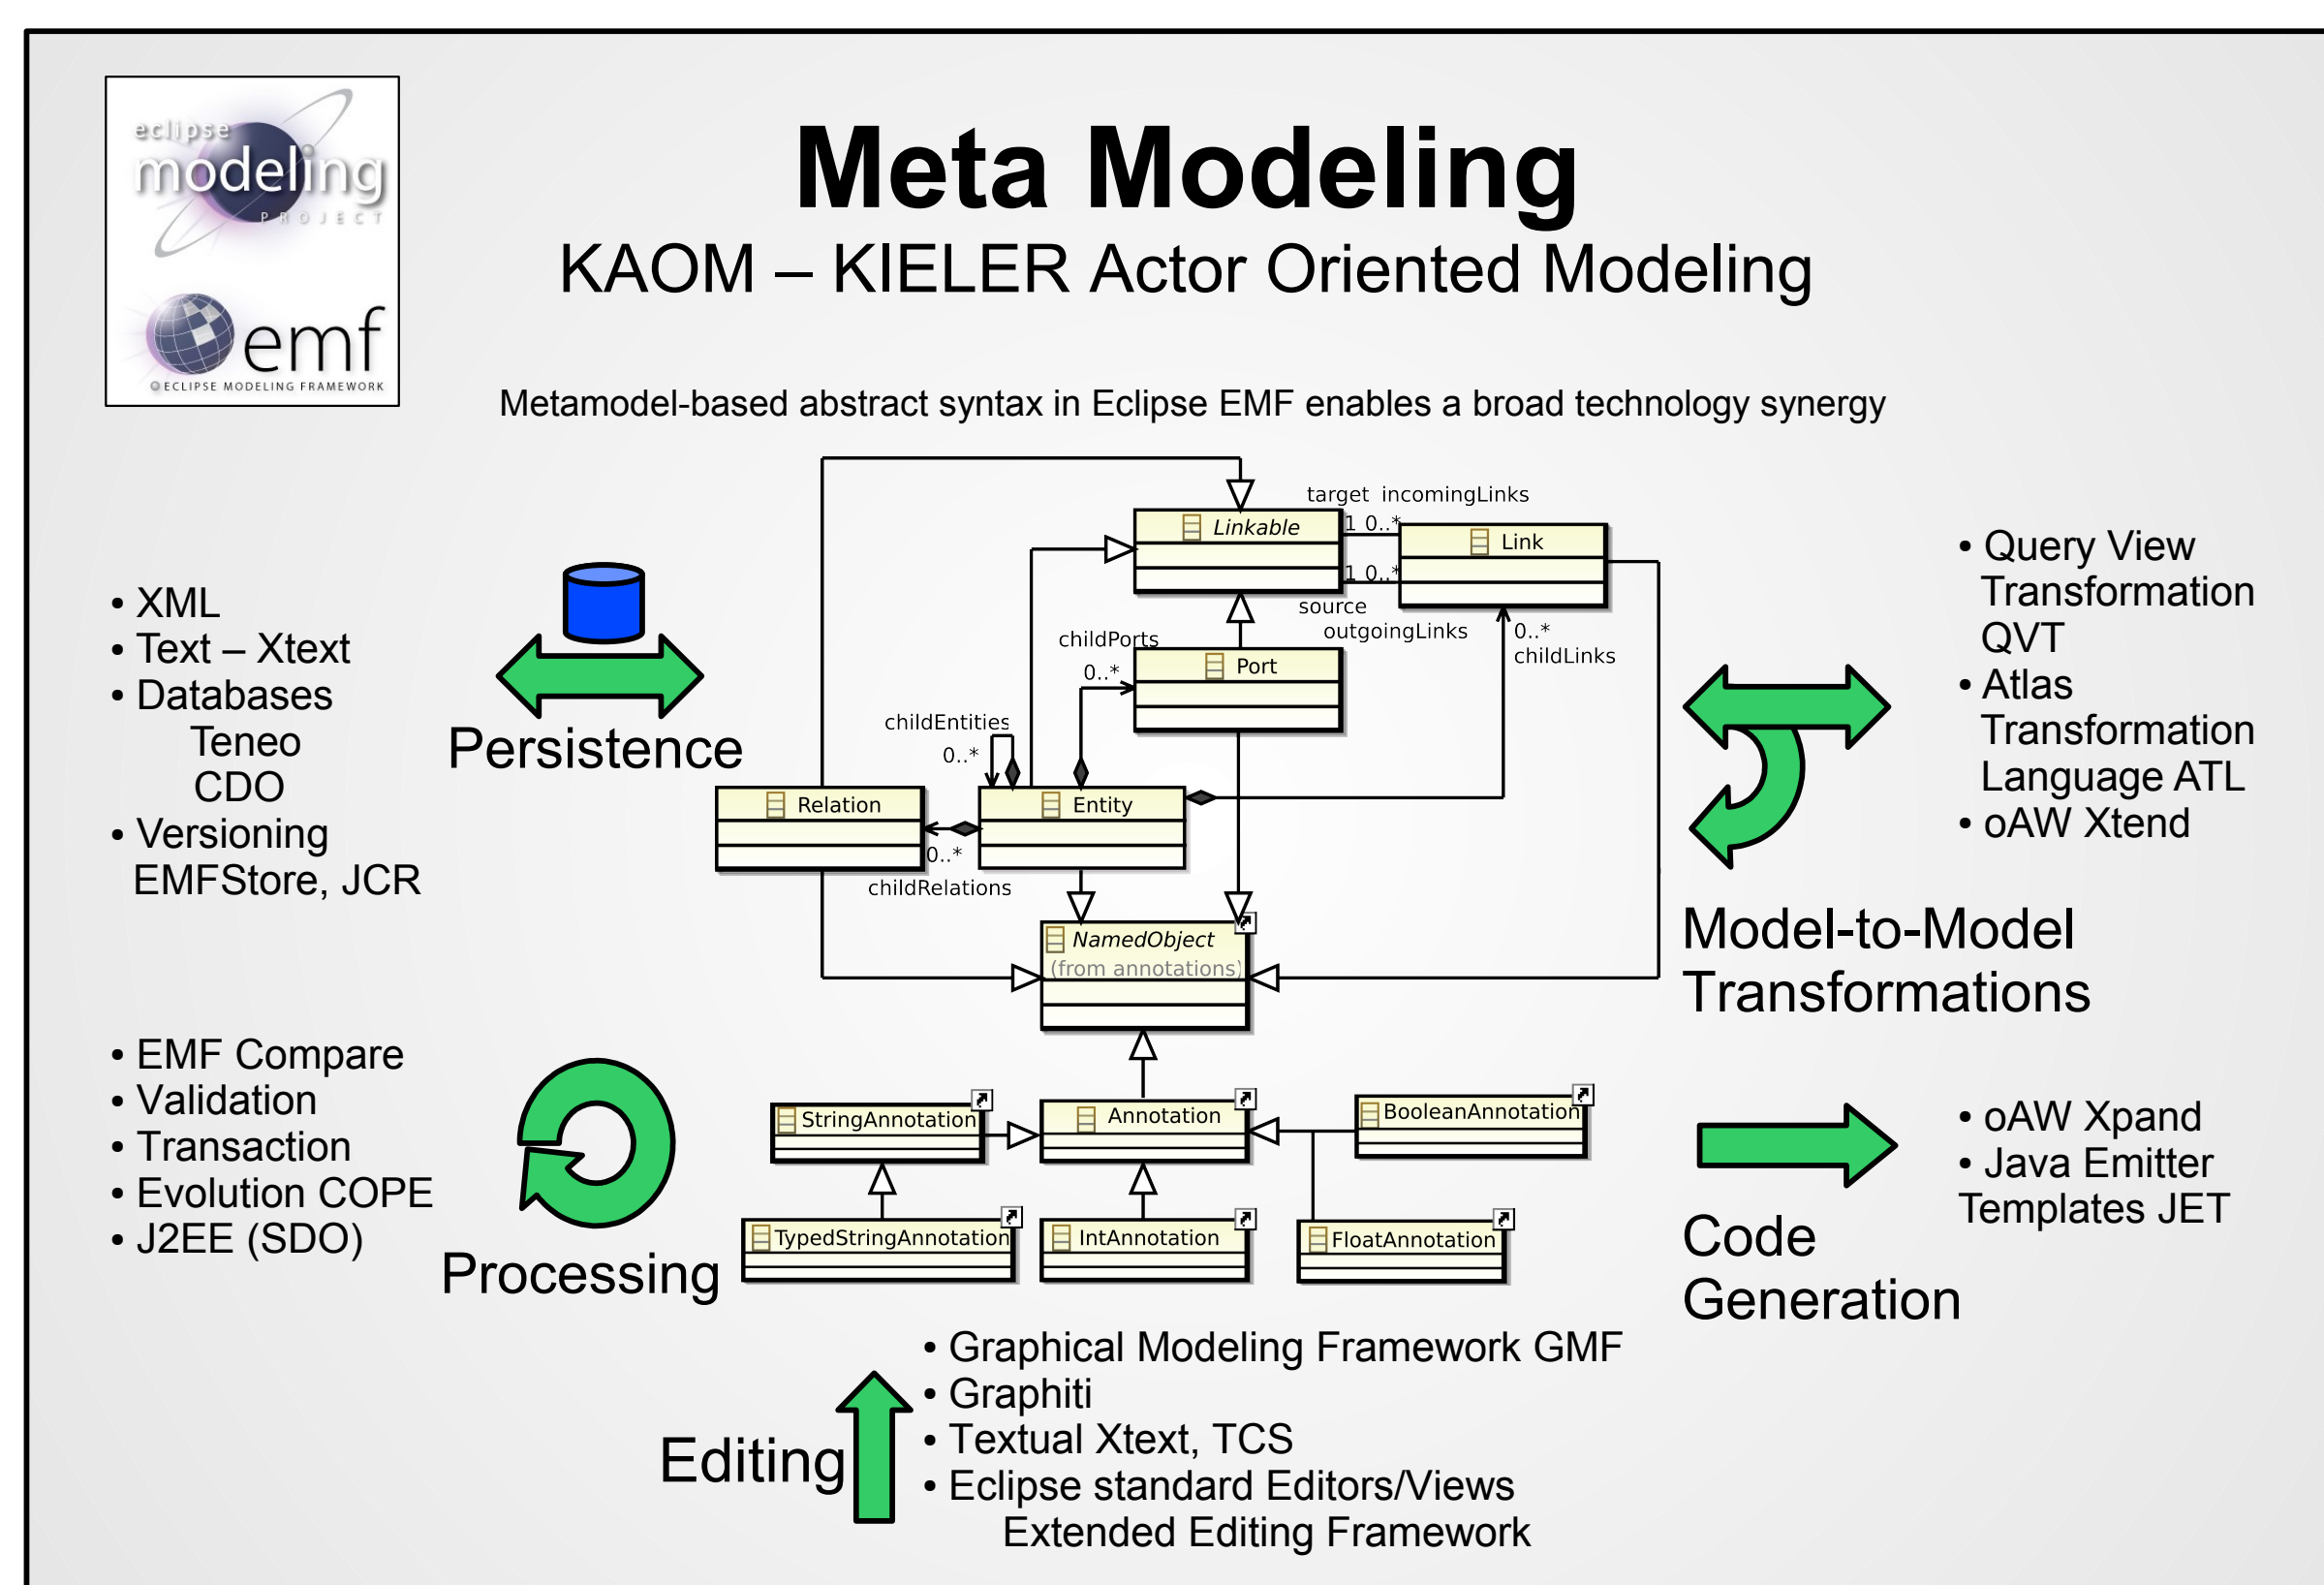 eclipse
modeling
PROJECT
emf
ECLIPSE MODELING FRAMEWORK
Meta Modeling
KAOM – KIELER Actor Oriented Modeling
Metamodel-based abstract syntax in Eclipse EMF enables a broad technology synergy
• XML
• Text – Xtext
• Databases
Teneo
CDO
• Versioning
EMFStore, JCR
Persistence
target incomingLinks
Linkable
1 0..*
Link
1 0..*
source
outgoingLinks
childPorts
0..*
Port
0..*
childLinks
childEntities
0..*
Relation
Entity
0..*
childRelations
NamedObject
(from annotations)
StringAnnotation
Annotation
BooleanAnnotation
TypedStringAnnotation
IntAnnotation
FloatAnnotation
• Query View
Transformation
QVT
• Atlas
Transformation
Language ATL
• oAW Xtend
Model-to-Model
Transformations
• EMF Compare
• Validation
• Transaction
• Evolution COPE
• J2EE (SDO)
Processing
• oAW Xpand
• Java Emitter
Templates JET
Code
Generation
Editing
• Graphical Modeling Framework GMF
• Graphiti
• Textual Xtext, TCS
• Eclipse standard Editors/Views
Extended Editing Framework